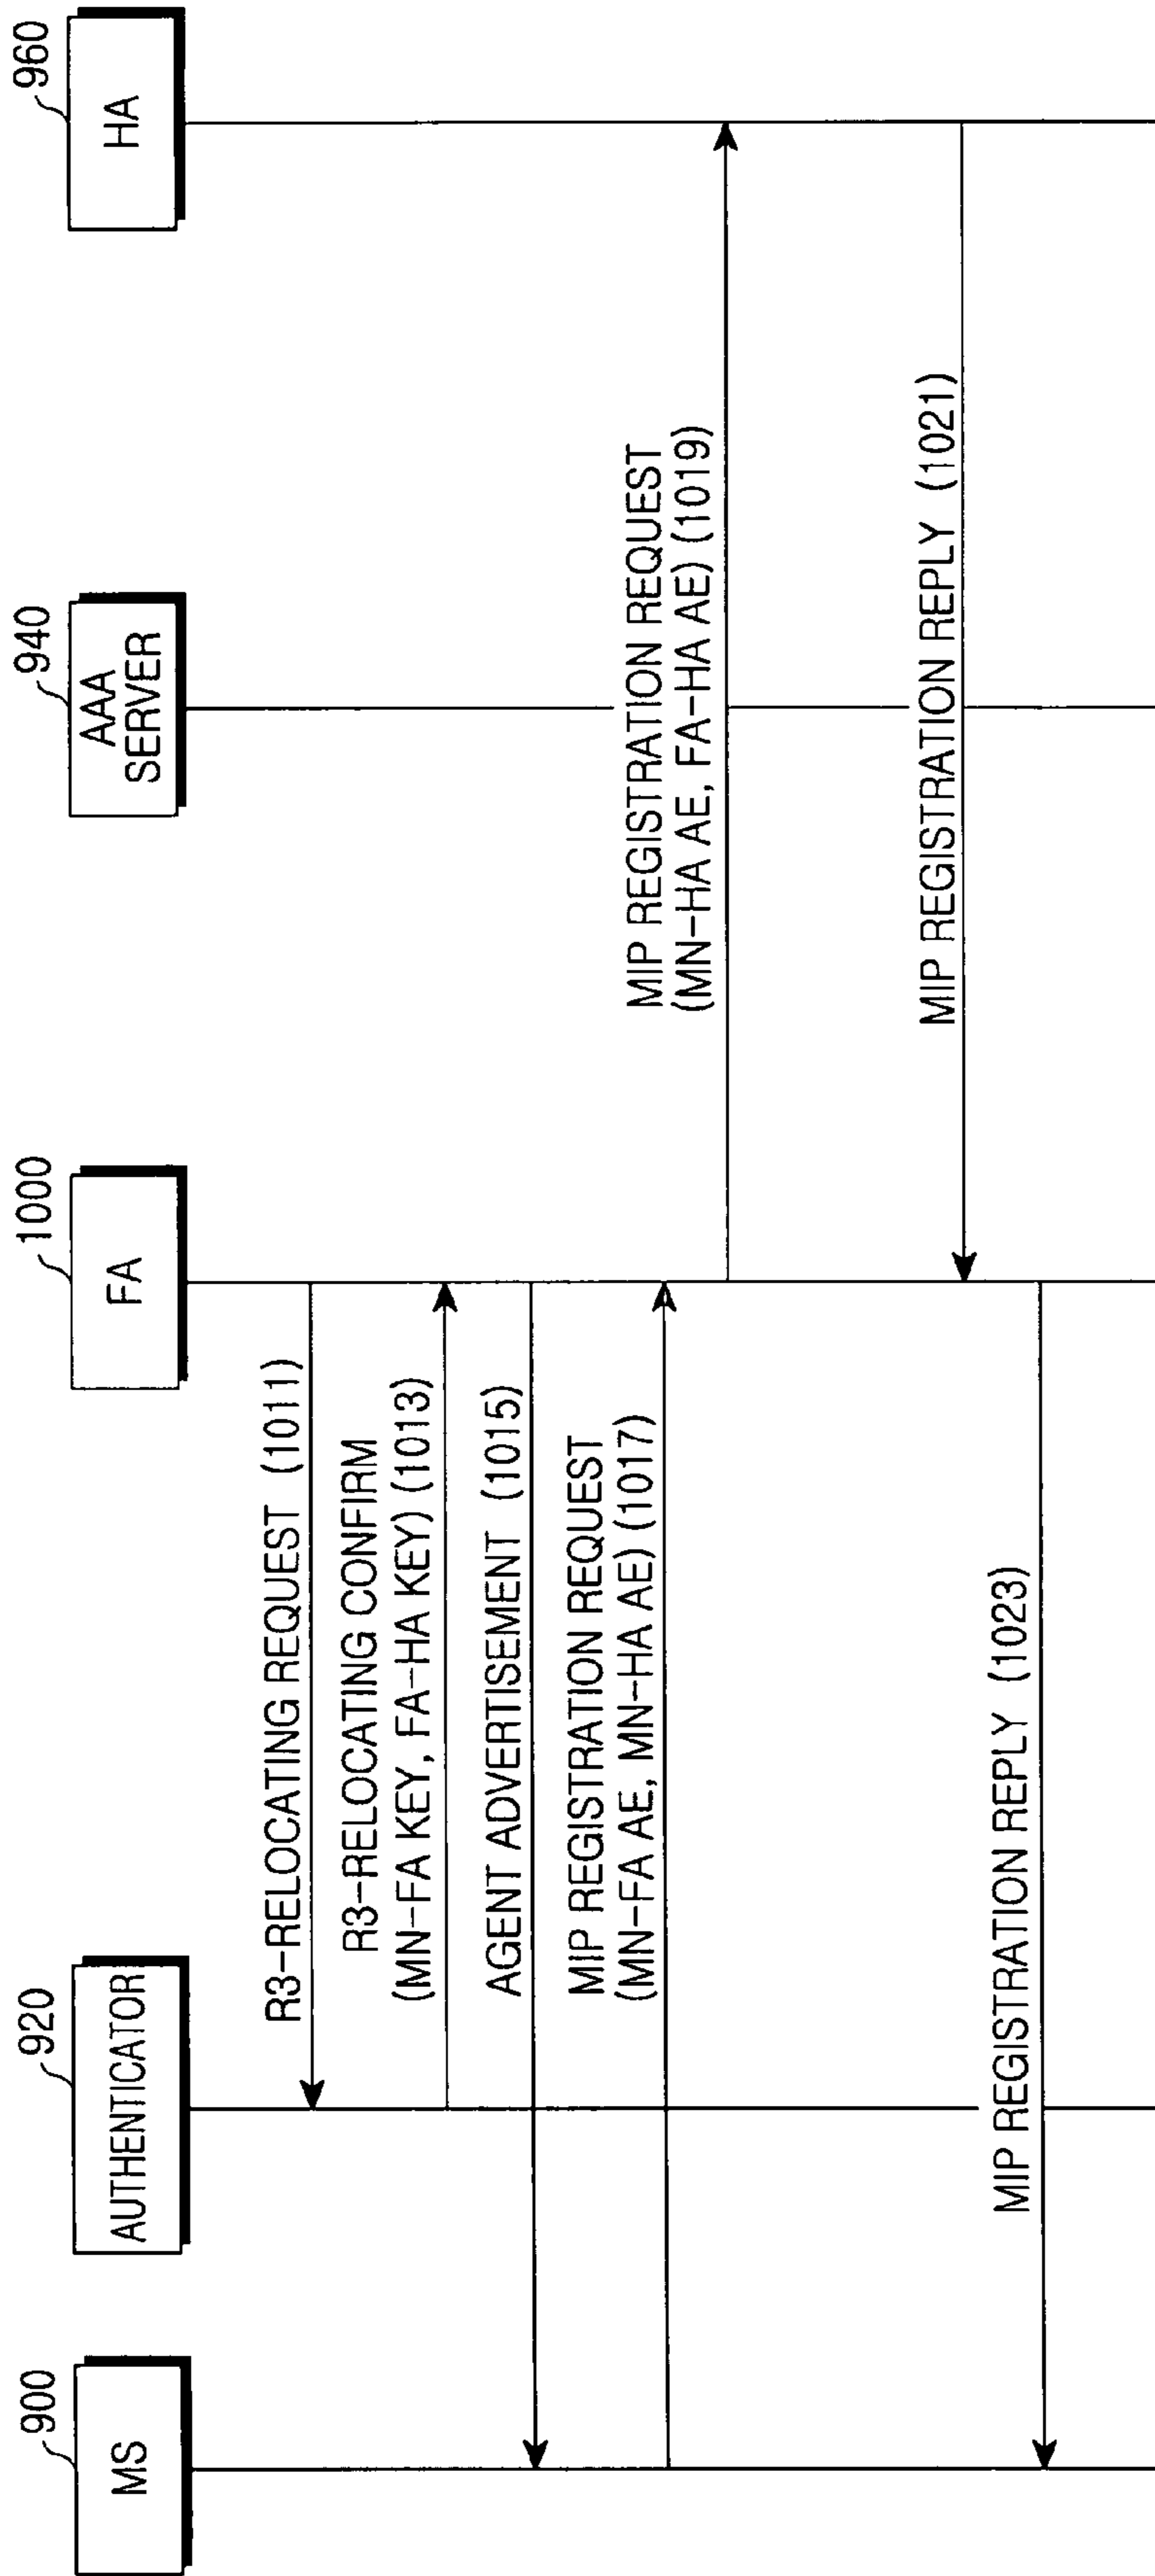 900
MS
920
AUTHENTICATOR
1000
FA
940
AAA
SERVER
960
HA
R3-RELOCATING REQUEST (1011)
R3-RELOCATING CONFIRM
(MN-FA KEY, FA-HA KEY) (1013)
AGENT ADVERTISEMENT (1015)
MIP REGISTRATION REQUEST
(MN-FA AE, MN-HA AE) (1017)
MIP REGISTRATION REQUEST
(MN-HA AE, FA-HA AE) (1019)
MIP REGISTRATION REPLY (1021)
MIP REGISTRATION REPLY (1023)